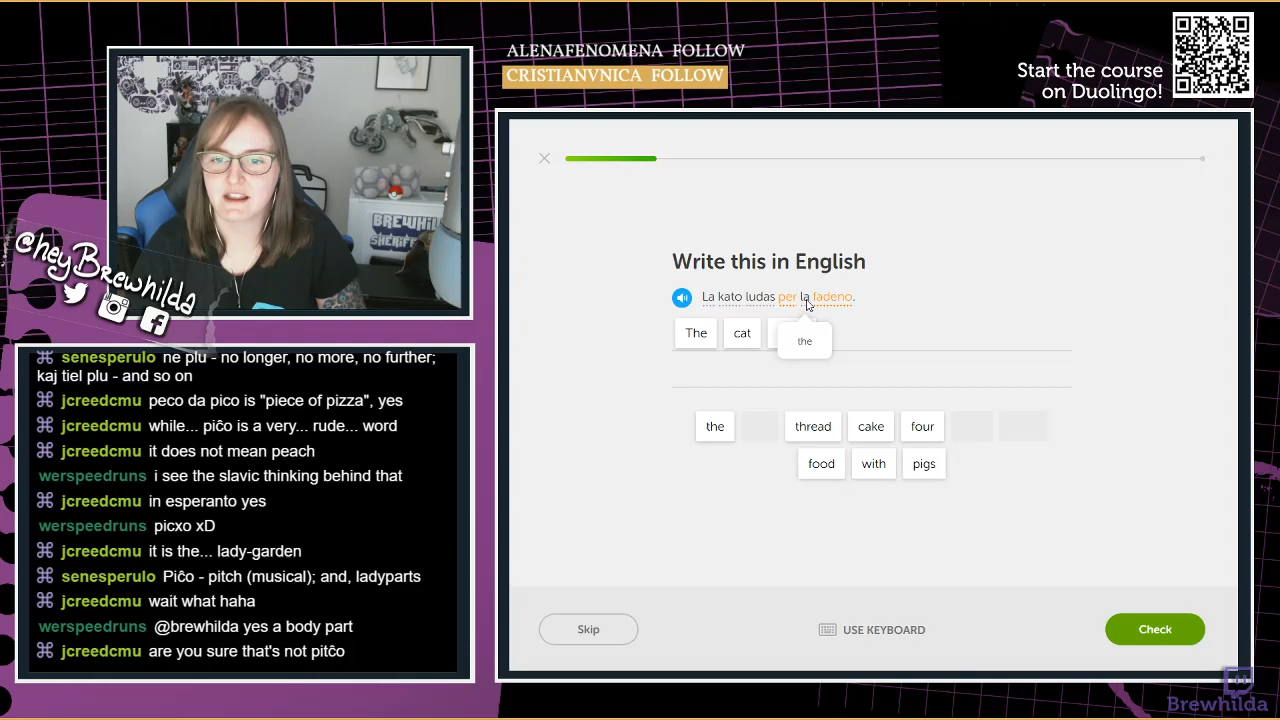 ALENAFENOMENA FOLLOW
CRISTIANVNICA FOLLOW
Start the course
on Duolingo!
BREWHIL
SHERIFF
@heyBrewhilda
Write this in English
La kato ludas per la fadeno.
The cat
the
the thread cake four
food with pigs
Skip
USE KEYBOARD
Check
senesperulo ne plu - no longer, no more, no further;
kaj tiel plu - and so on
jcreedcmu peco da pico is "piece of pizza", yes
jcreedcmu while... piĉo is a very... rude... word
jcreedcmu it does not mean peach
werspeedruns i see the slavic thinking behind that
jcreedcmu in esperanto yes
werspeedruns picxo xD
jcreedcmu it is the... lady-garden
senesperulo Piĉo - pitch (musical); and, ladyparts
jcreedcmu wait what haha
werspeedruns @brewhilda yes a body part
jcreedcmu are you sure that's not pitĉo
Brewhilda